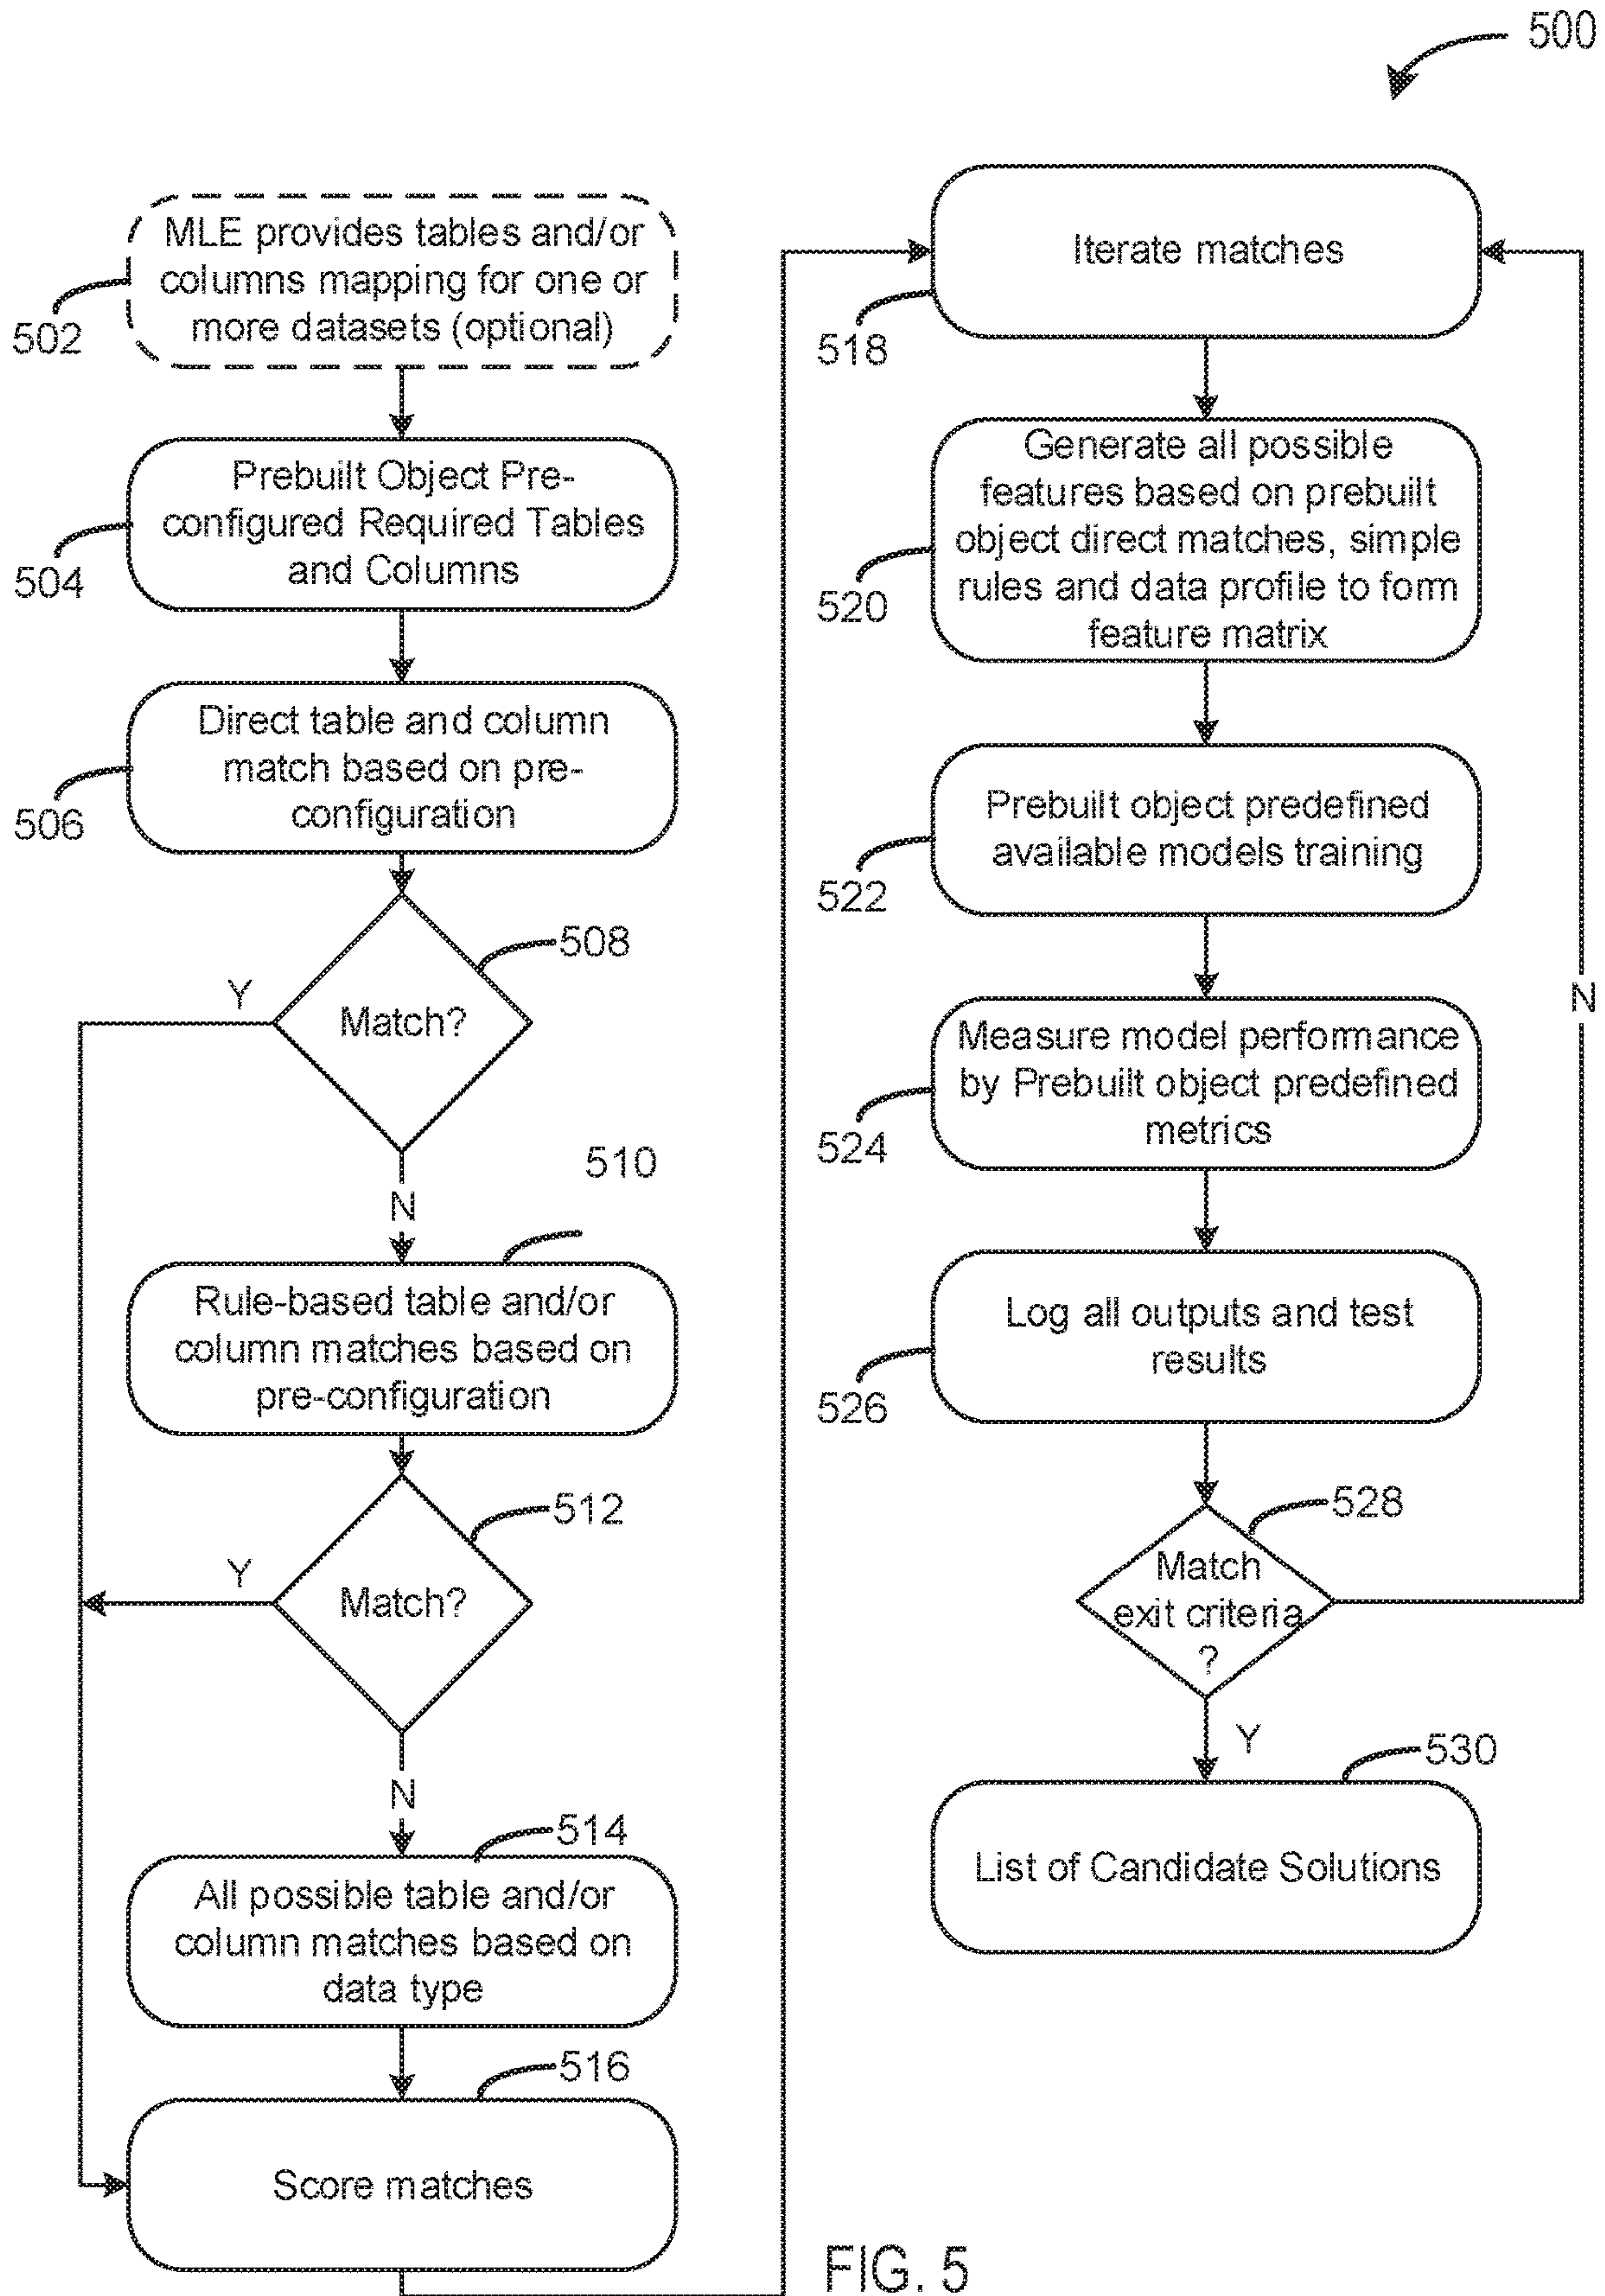 500
MLE provides tables and/or
columns mapping for one or
more datasets (optional)
502
Prebuilt Object Pre-
configured Required Tables
and Columns
504
Direct table and column
match based on pre-
configuration
506
508
Match?
Y
N
510
Rule-based table and/or
column matches based on
pre-configuration
512
Match?
Y
N
514
All possible table and/or
column matches based on
data type
516
Score matches
Iterate matches
518
Generate all possible
features based on prebuilt
object direct matches, simple
rules and data profile to form
feature matrix
520
Prebuilt object predefined
available models training
522
Measure model performance
by Prebuilt object predefined
metrics
524
Log all outputs and test
results
526
528
Match
exit criteria
?
N
Y
530
List of Candidate Solutions
FIG. 5